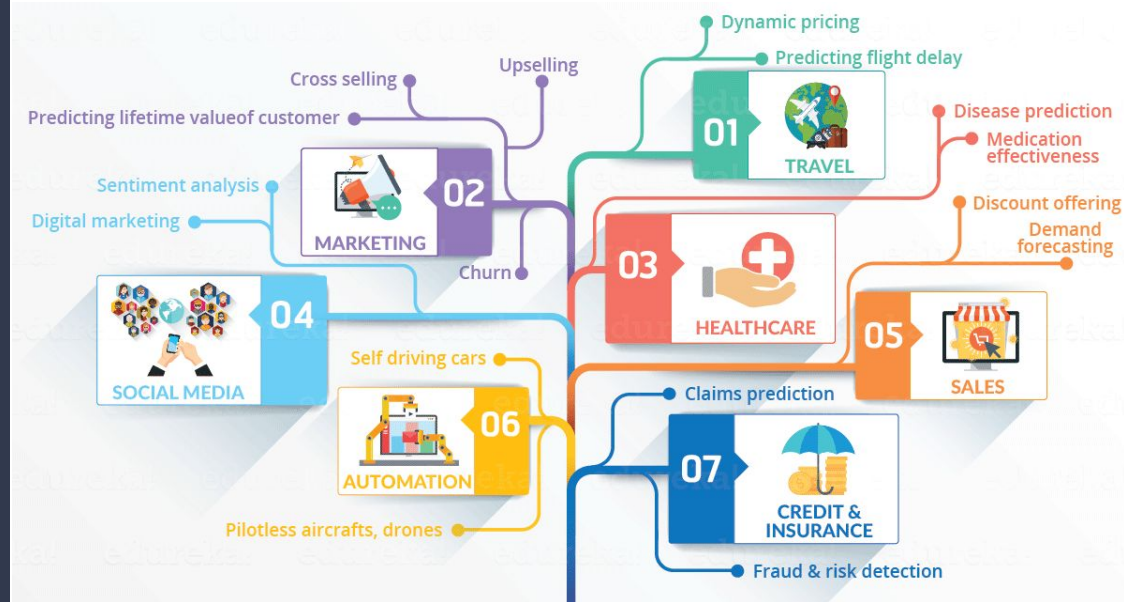 Dynamic pricing
Predicting flight delay
01
TRAVEL
Upselling
Cross selling
Predicting lifetime valueof customer
02
MARKETING
Churn
Disease prediction
Medication
effectiveness
03
HEALTHCARE
Sentiment analysis
Digital marketing
04
SOCIAL MEDIA
Discount offering
Demand
forecasting
05
SALES
Self driving cars
06
AUTOMATION
Pilotless aircrafts, drones
Claims prediction
07
CREDIT &
INSURANCE
Fraud & risk detection
edureka!